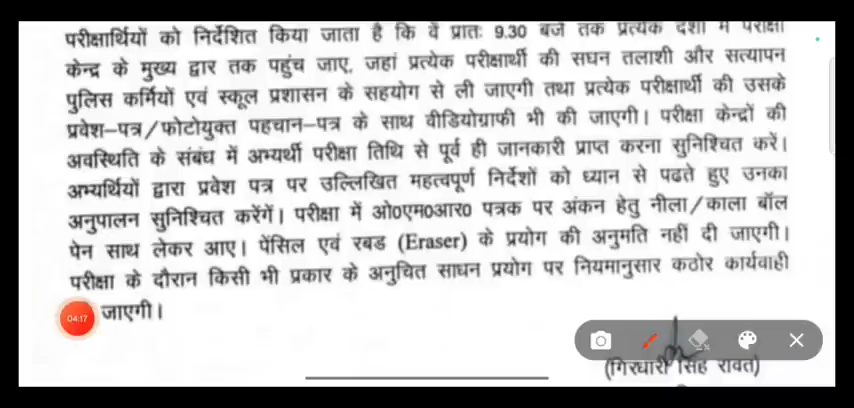 परीक्षार्थियों को निर्देशित किया जाता है कि वें प्रातः 9.30 बजे तक प्रत्येक दशा में परीक्षा
केन्द्र के मुख्य द्वार तक पहुंच जाए, जहां प्रत्येक परीक्षार्थी की सघन तलाशी और सत्यापन
पुलिस कर्मियों एवं स्कूल प्रशासन के सहयोग से ली जाएगी तथा प्रत्येक परीक्षार्थी की उसके
प्रवेश–पत्र/फोटोयुक्त पहचान–पत्र के साथ वीडियोग्राफी भी की जाएगी। परीक्षा केन्द्रों की
अवस्थिति के संबंध में अभ्यर्थी परीक्षा तिथि से पूर्व ही जानकारी प्राप्त करना सुनिश्चित करें।
अभ्यर्थियों द्वारा प्रवेश पत्र पर उल्लिखित महत्वपूर्ण निर्देशों को ध्यान से पढते हुए उनका
अनुपालन सुनिश्चित करेंगें। परीक्षा में ओ0एम0आर0 पत्रक पर अंकन हेतु नीला/काला बॉल
पेन साथ लेकर आए। पेंसिल एवं रबड (Eraser) के प्रयोग की अनुमति नहीं दी जाएगी।
परीक्षा के दौरान किसी भी प्रकार के अनुचित साधन प्रयोग पर नियमानुसार कठोर कार्यवाही
04:17 जाएगी।
(गिरधारी सिंह रावत)